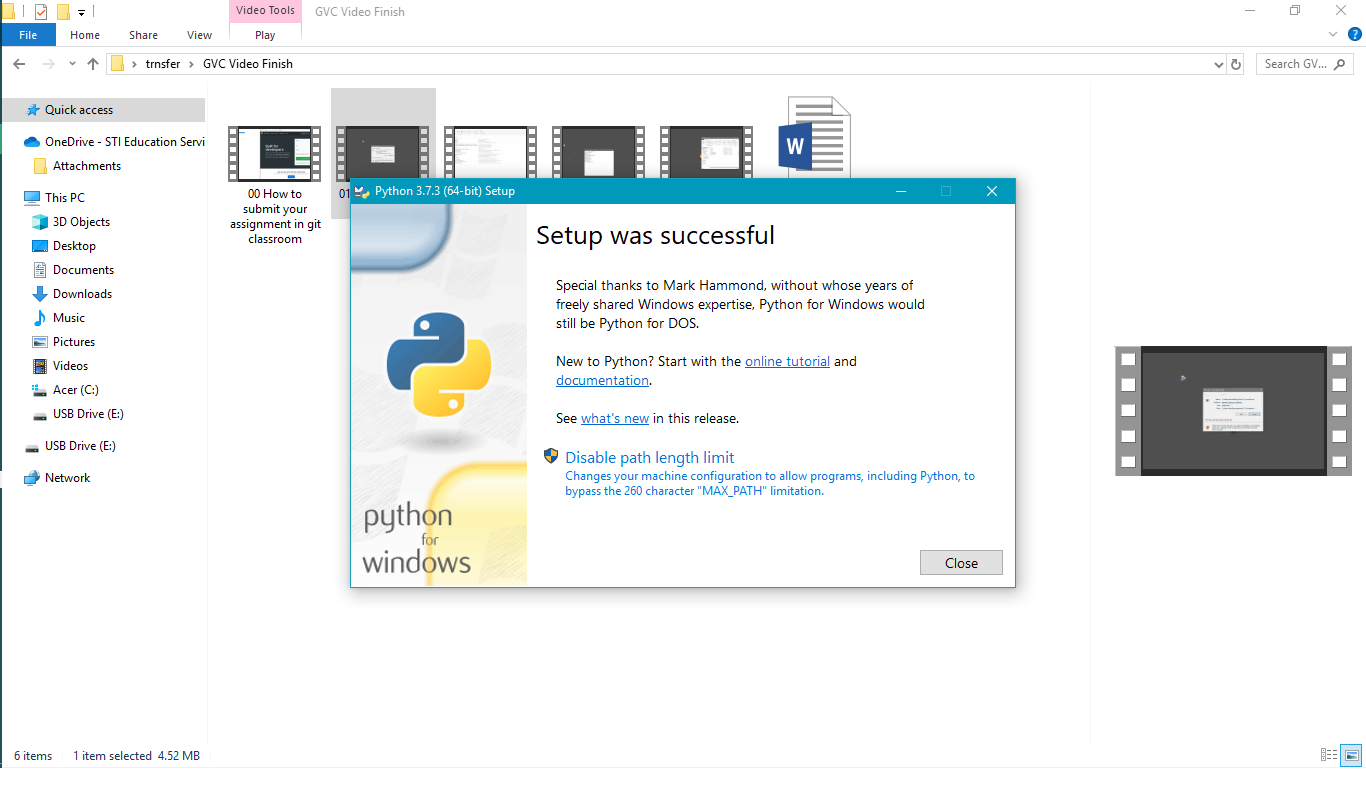 Video Tools
GVC Video Finish
File
Home
Share
View
Play
trnsfer
GVC Video Finish
Search GV...
Quick access
OneDrive - STI Education Servi
Attachments
This PC
3D Objects
Desktop
Documents
Downloads
Music
Pictures
Videos
Acer (C:)
USB Drive (E:)
USB Drive (E:)
Network
W
00 How to
submit your
assignment in git
classroom
01
Python 3.7.3 (64-bit) Setup
Setup was successful
Special thanks to Mark Hammond, without whose years of
freely shared Windows expertise, Python for Windows would
still be Python for DOS.
New to Python? Start with the online tutorial and
documentation.
See what's new in this release.
Disable path length limit
Changes your machine configuration to allow programs, including Python, to
bypass the 260 character "MAX_PATH" limitation.
python
for
windows
Close
6 items
1 item selected 4.52 MB